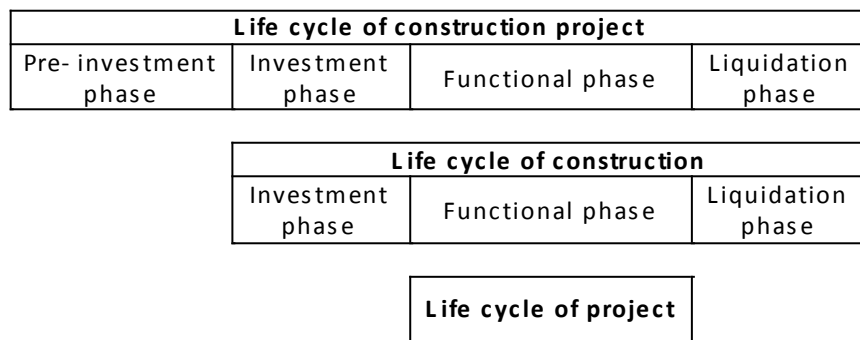 Life cycle of construction project
Pre- investment
phase
Investment
phase
Functional phase
Liquidation
phase
Life cycle of construction
Investment
phase
Functional phase
Liquidation
phase
Life cycle of project